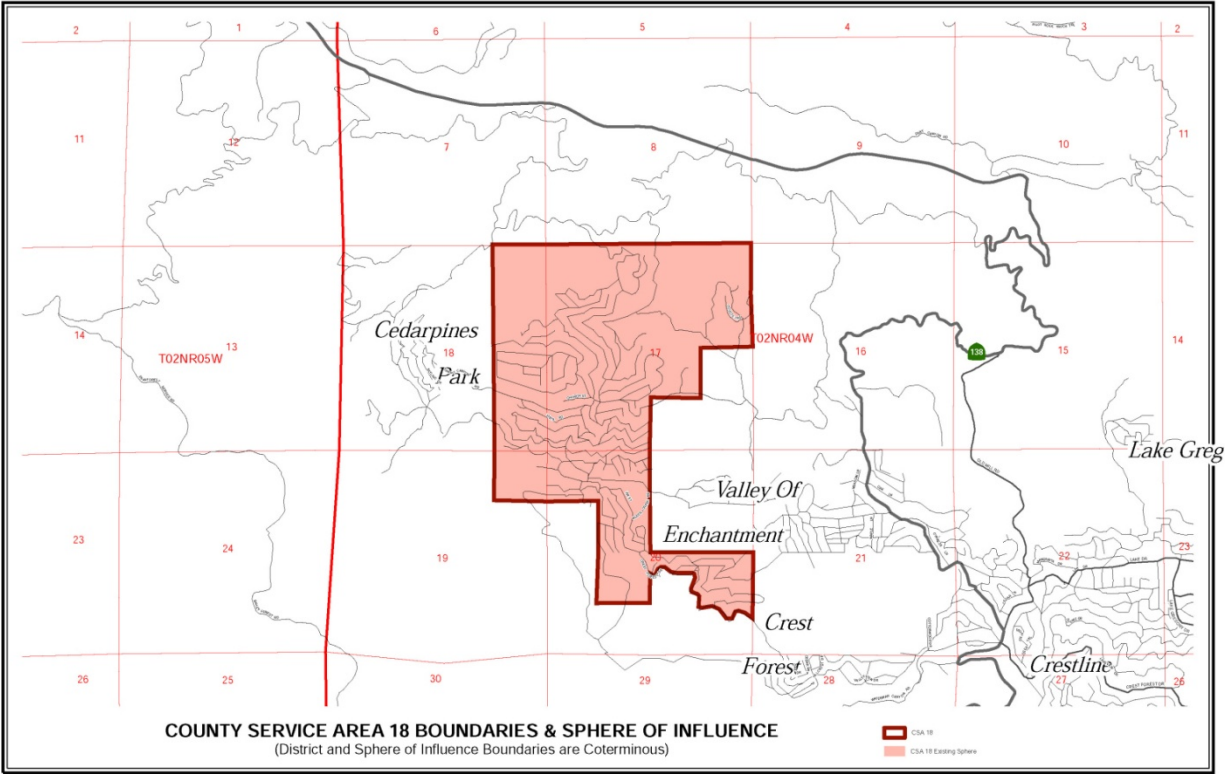 2
1
6
5
4
3
2
11
12
7
8
9
10
11
Cedarpines
Park
14
13
T02NR05W
18
17
T02NR04W
16
138
15
14
Lake Greg
Valley Of
Enchantment
23
24
19
20
21
22
23
Crest
Forest
Crestline
26
25
30
29
28
27
26
COUNTY SERVICE AREA 18 BOUNDARIES & SPHERE OF INFLUENCE
(District and Sphere of Influence Boundaries are Coterminous)
CSA 18
CSA 18 Existing Sphere